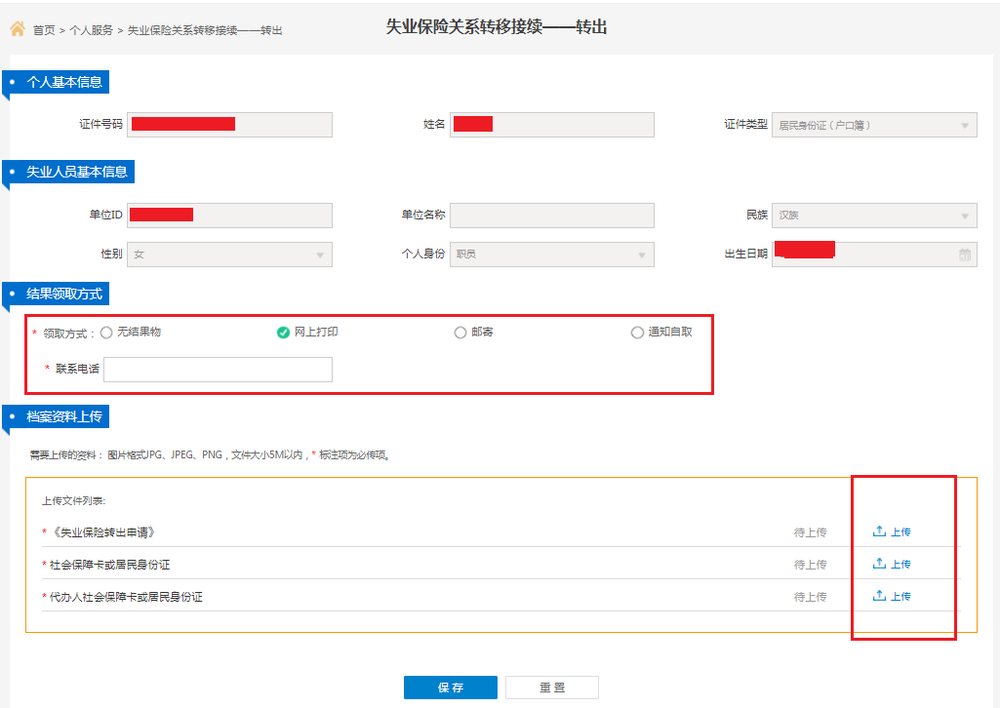 首页 > 个人服务 > 失业保险关系转移接续——转出
失业保险关系转移接续——转出
个人基本信息
证件号码 姓名 证件类型 居民身份证（户口簿）
失业人员基本信息
单位ID 单位名称 民族 汉族
性别 女 个人身份 职员 出生日期
结果领取方式
* 领取方式： 无结果物 网上打印 邮寄 通知自取
* 联系电话
档案资料上传
需要上传的资料： 图片格式JPG、JPEG、PNG，文件大小5M以内，* 标注项为必传项。
上传文件列表:
* 《失业保险转出申请》 待上传 上传
* 社会保障卡或居民身份证 待上传 上传
* 代办人社会保障卡或居民身份证 待上传 上传
保存 重置